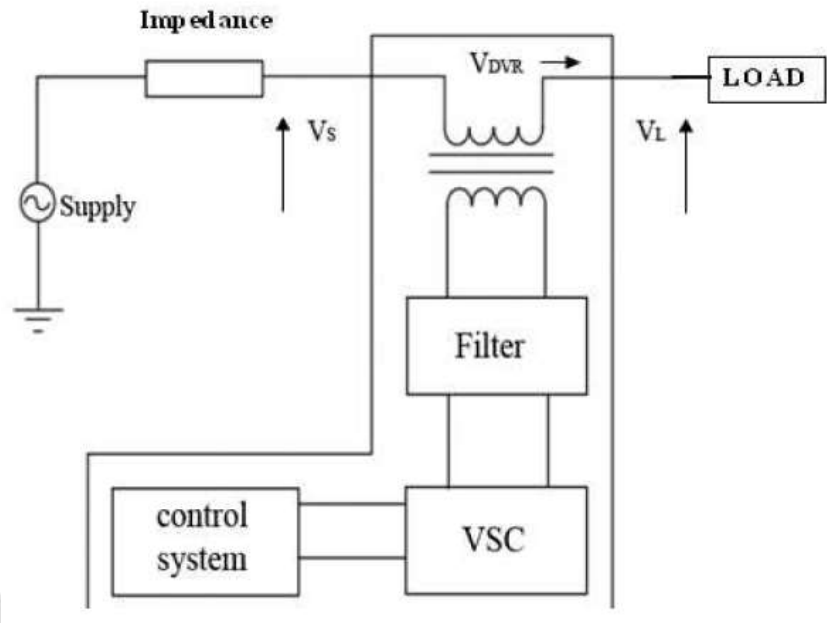 Impedance
VDVR
LOAD
VS
VL
Supply
Filter
control
system
VSC